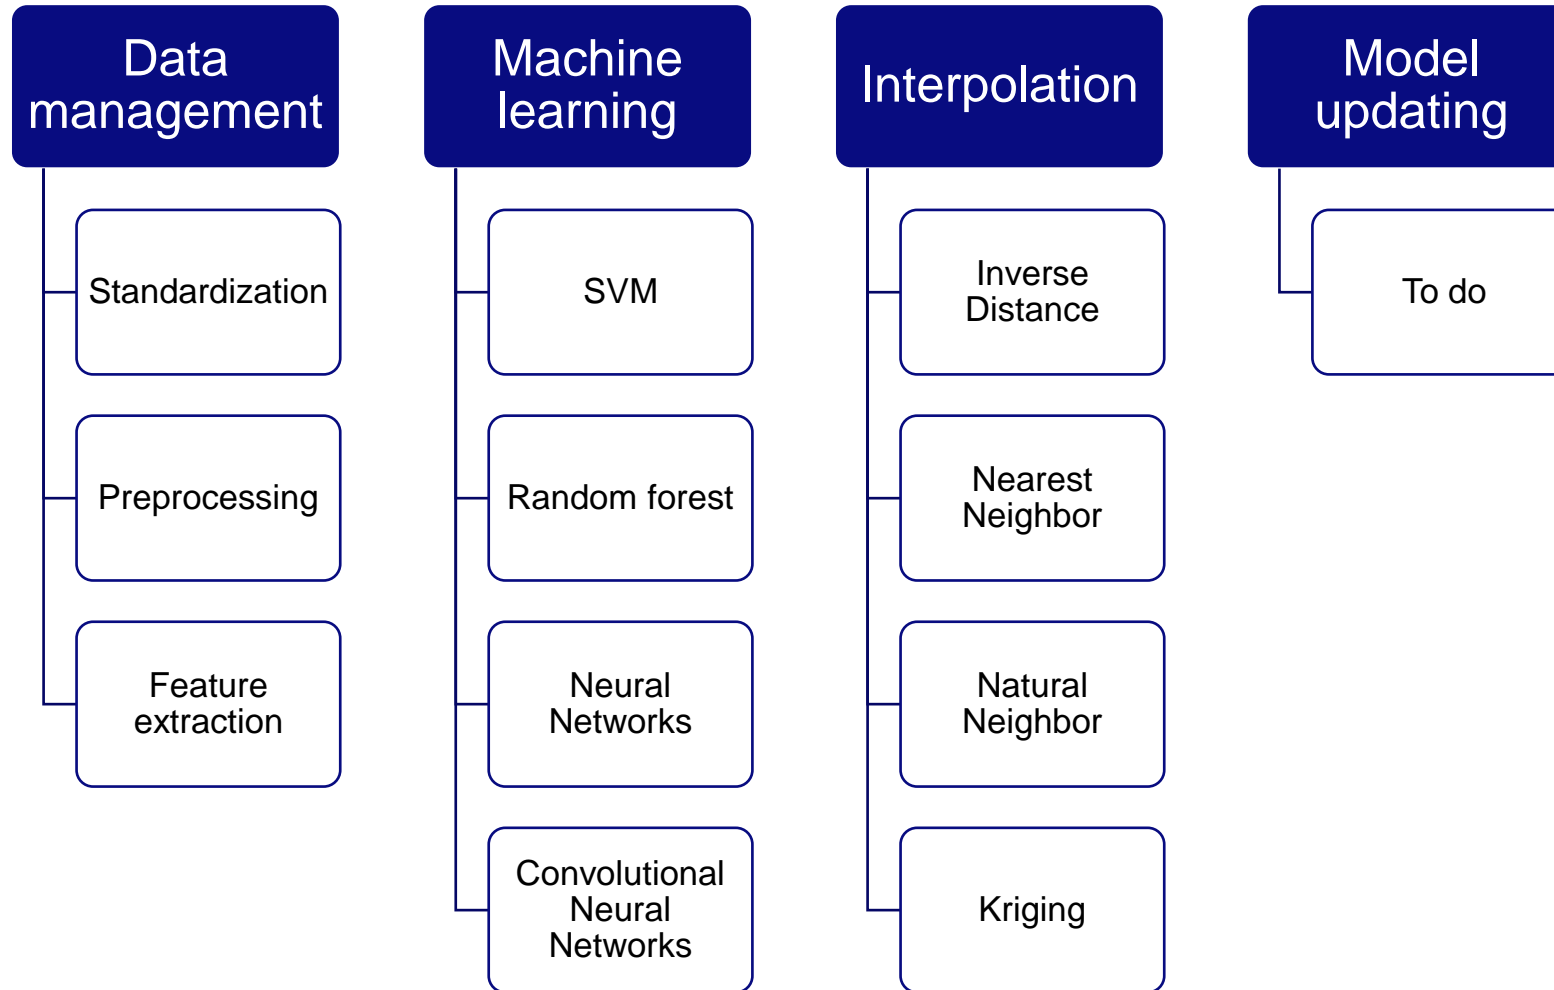 Data
management
Standardization
Preprocessing
Feature
extraction
Machine
learning
SVM
Random forest
Neural
Networks
Convolutional
Neural
Networks
Interpolation
Inverse
Distance
Nearest
Neighbor
Natural
Neighbor
Kriging
Model
updating
To do